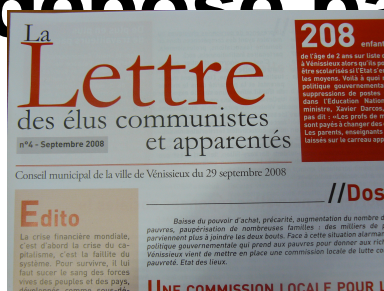 La
Lettre
des élus communistes
et apparentés
n°4 - Septembre 2008
Conseil municipal de la ville de Vénissieux du 29 septembre 2008
208 enfant
de l'âge de 2 ans sur liste
à Vénissieux alors qu'ils po
être scolarisés si l'Etat s'e
les moyens. Voilà à quoi
politique gouvernementa
suppressions de postes
dans l'Education Nation
ministre, Xavier Darcos,
pas dit : «Les profs de m
sont payés à changer des
Les parents, enseignants
laissés sur le carreau app
//Dos
Edito
La crise financière mondiale,
c'est d'abord la crise du ca-
pitalisme, c'est la faillite du
système. Pour survivre, il lui
faut sucer le sang des forces
vives des peuples et des pays,
Baisse du pouvoir d'achat, précarité, augmentation du nombre d
pauvres, paupérisation de nombreuses familles : des milliers de
parviennent plus à joindre les deux bouts. Face à cette situation alarman
politique gouvernementale qui prend aux pauvres pour donner aux rich
Vénissieux vient de mettre en place une commission locale de lutte co
pauvreté. Etat des lieux.
UNE COMMISSION LOCALE POUR L